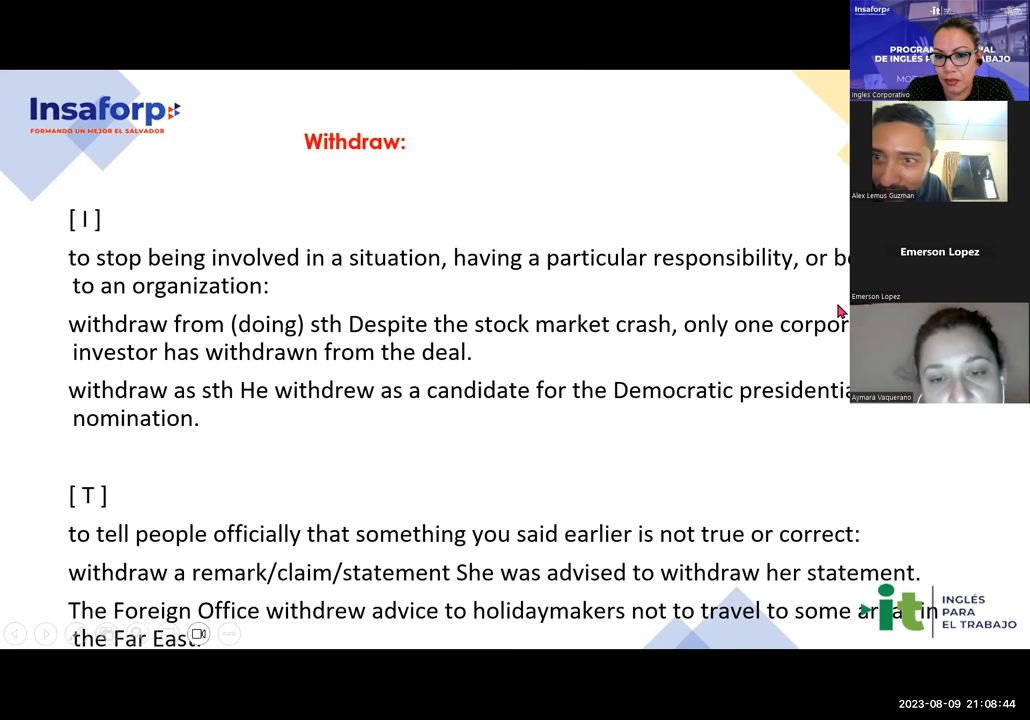 Insaforp
FORMANDO UN MEJOR EL SALVADOR
Withdraw:
[ I ]
to stop being involved in a situation, having a particular responsibility, or
to an organization:
withdraw from (doing) sth Despite the stock market crash, only one
investor has withdrawn from the deal.
withdraw as sth He withdrew as a candidate for the Democratic
nomination.
[ T ]
to tell people officially that something you said earlier is not true or correct:
withdraw a remark/claim/statement She was advised to withdraw her statement.
The Foreign Office withdrew advice to holidaymakers not to travel to some in
the Far East.
it
INGLÉS
PARA
EL TRABAJO
Insaforp
it
Ingles Corporativo
Alex Lemus Guzman
Emerson Lopez
Emerson Lopez
Aymara Vaquerano
2023-08-09 21:08:44